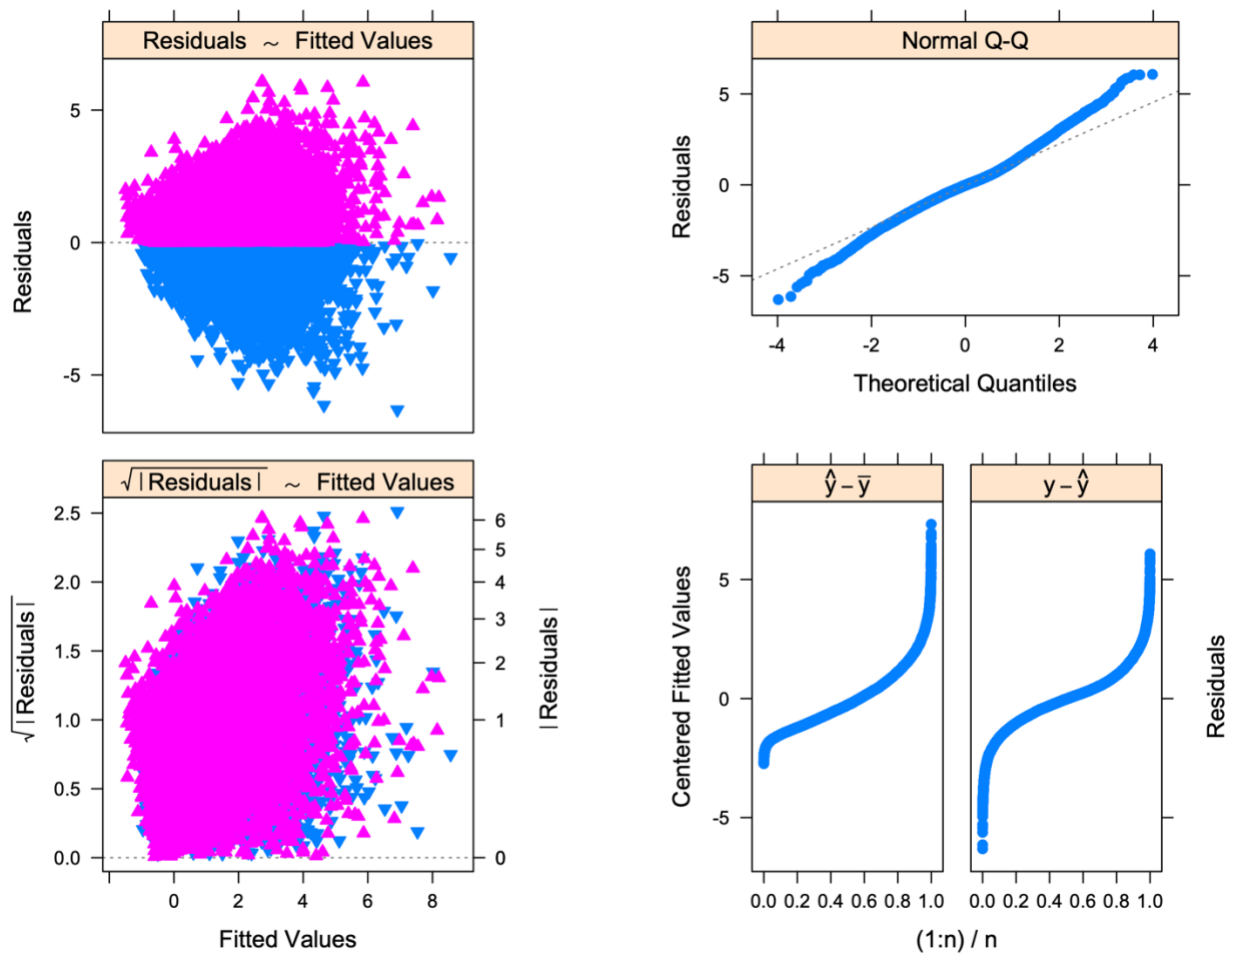 Residuals ~ Fitted Values
5
0
-5
Residuals
Normal Q-Q
5
0
-5
Residuals
-4 -2 0 2 4
Theoretical Quantiles
√|Residuals| ~ Fitted Values
2.5
2.0
1.5
1.0
0.5
0.0
√|Residuals|
6
5
4
3
2
1
0
|Residuals|
0 2 4 6 8
Fitted Values
ŷ – y̅
y – ŷ
5
0
-5
Centered Fitted Values
Residuals
0.0 0.2 0.4 0.6 0.8 1.0
0.0 0.2 0.4 0.6 0.8 1.0
(1:n) / n